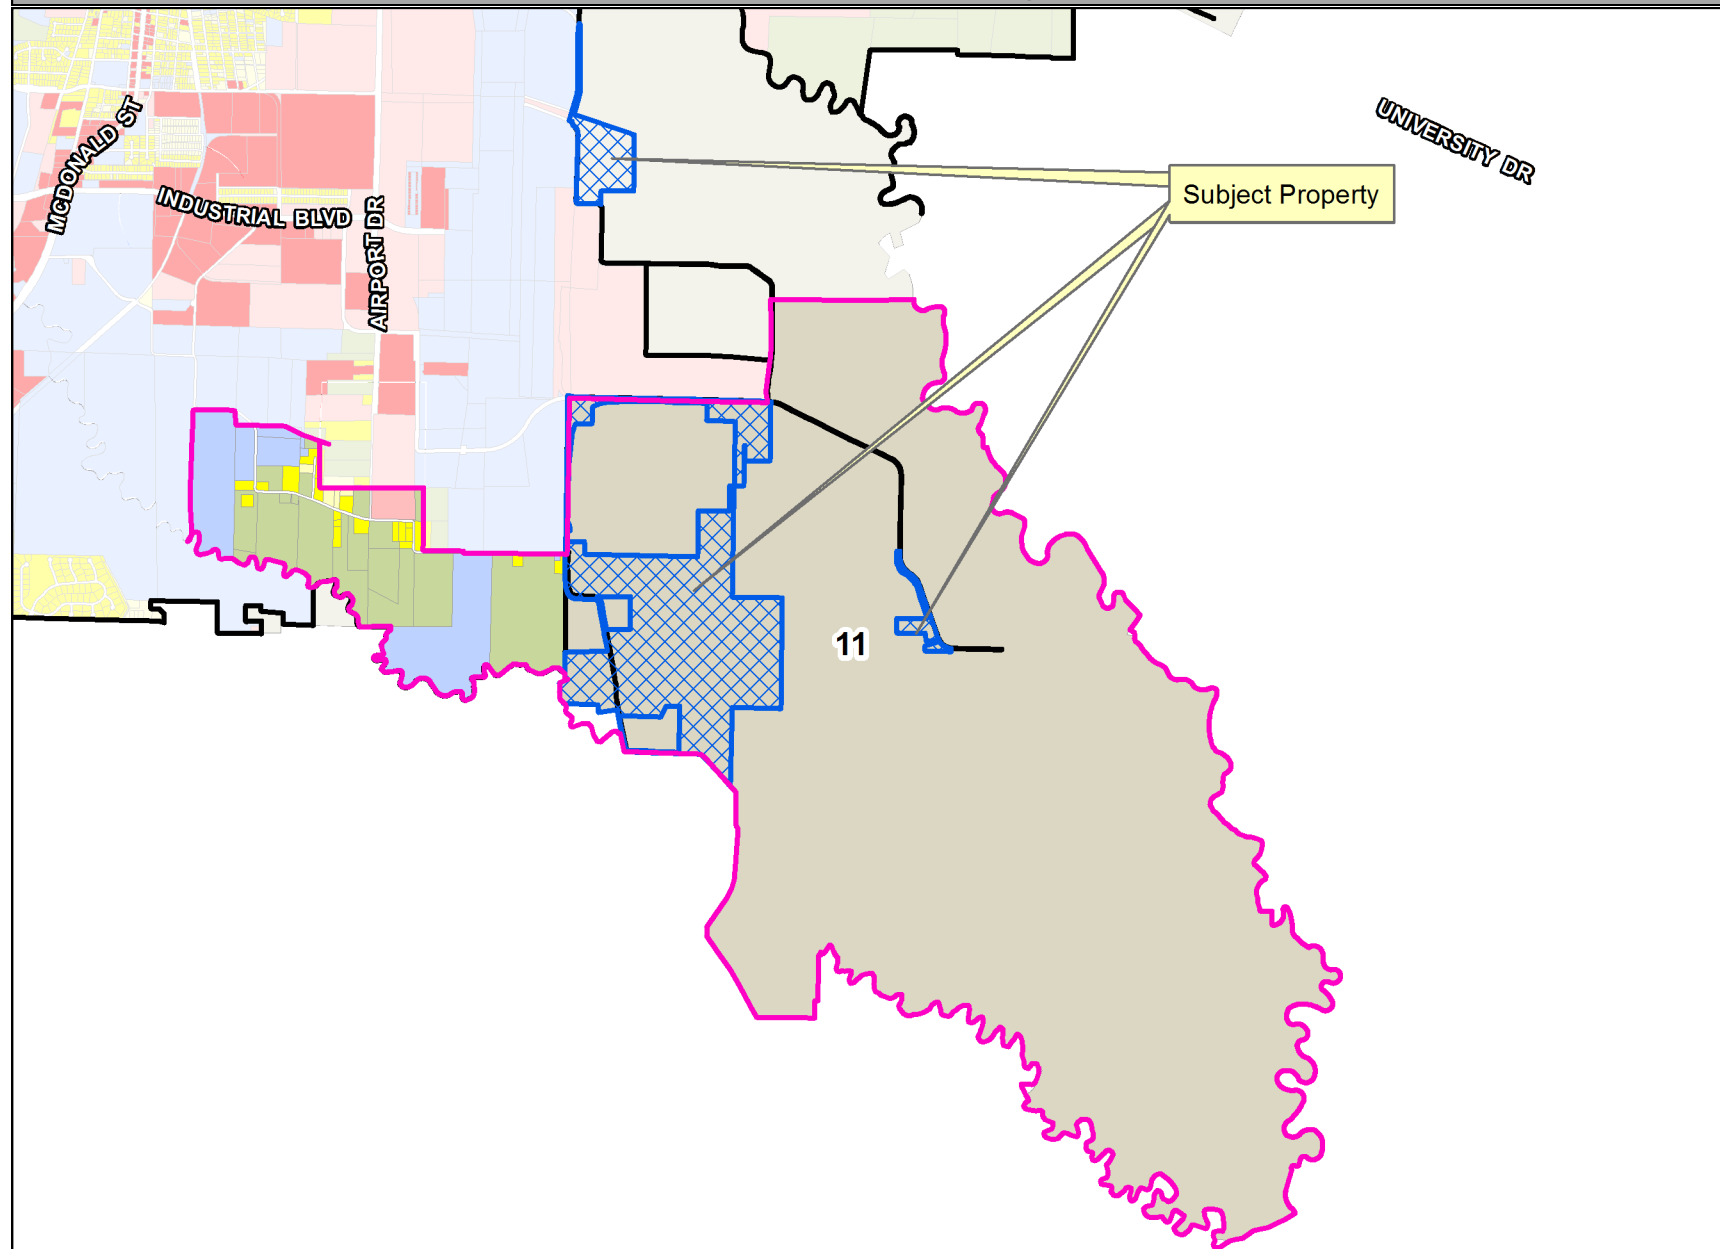 UNIVERSITY DR
MCDONALD ST
Subject Property
INDUSTRIAL BLVD
AIRPORT DR
11